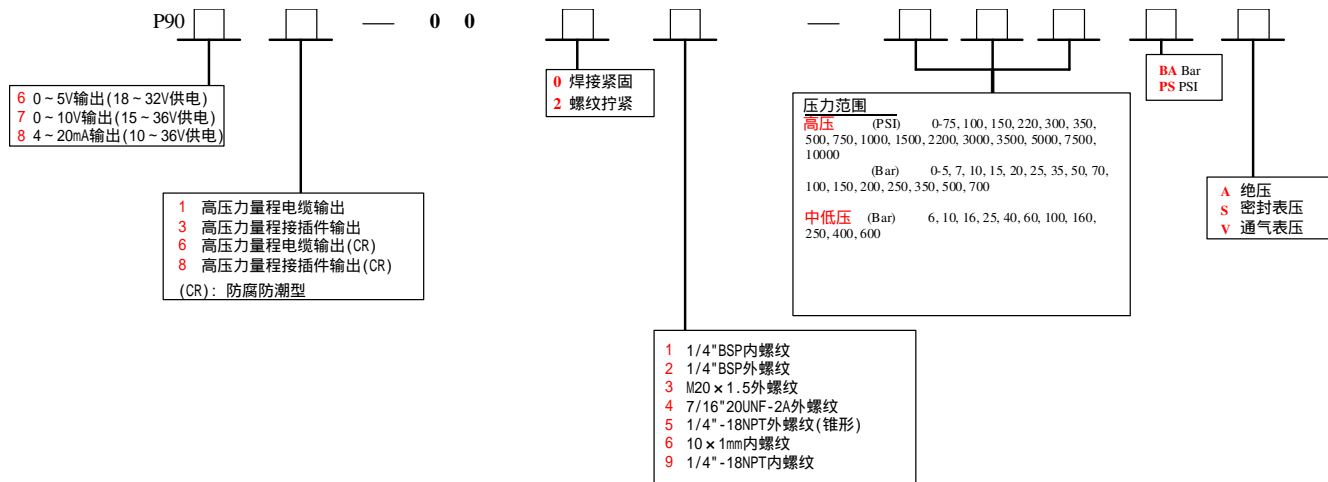 P90 — 0 0 —
6 0~5V输出(18~32V供电)
7 0~10V输出(15~36V供电)
8 4~20mA输出(10~36V供电)
1 高压力量程电缆输出
3 高压力量程接插件输出
6 高压力量程电缆输出(CR)
8 高压力量程接插件输出(CR)
(CR): 防腐防潮型
0 焊接紧固
2 螺纹拧紧
1 1/4"BSP内螺纹
2 1/4"BSP外螺纹
3 M20×1.5外螺纹
4 7/16"20UNF-2A外螺纹
5 1/4"-18NPT外螺纹(锥形)
6 10×1mm内螺纹
9 1/4"-18NPT内螺纹
压力范围
高压 (PSI) 0-75, 100, 150, 220, 300, 350,
500, 750, 1000, 1500, 2200, 3000, 3500, 5000, 7500,
10000
(Bar) 0-5, 7, 10, 15, 20, 25, 35, 50, 70,
100, 150, 200, 250, 350, 500, 700
中低压 (Bar) 6, 10, 16, 25, 40, 60, 100, 160,
250, 400, 600
BA Bar
PS PSI
A 绝压
S 密封表压
V 通气表压